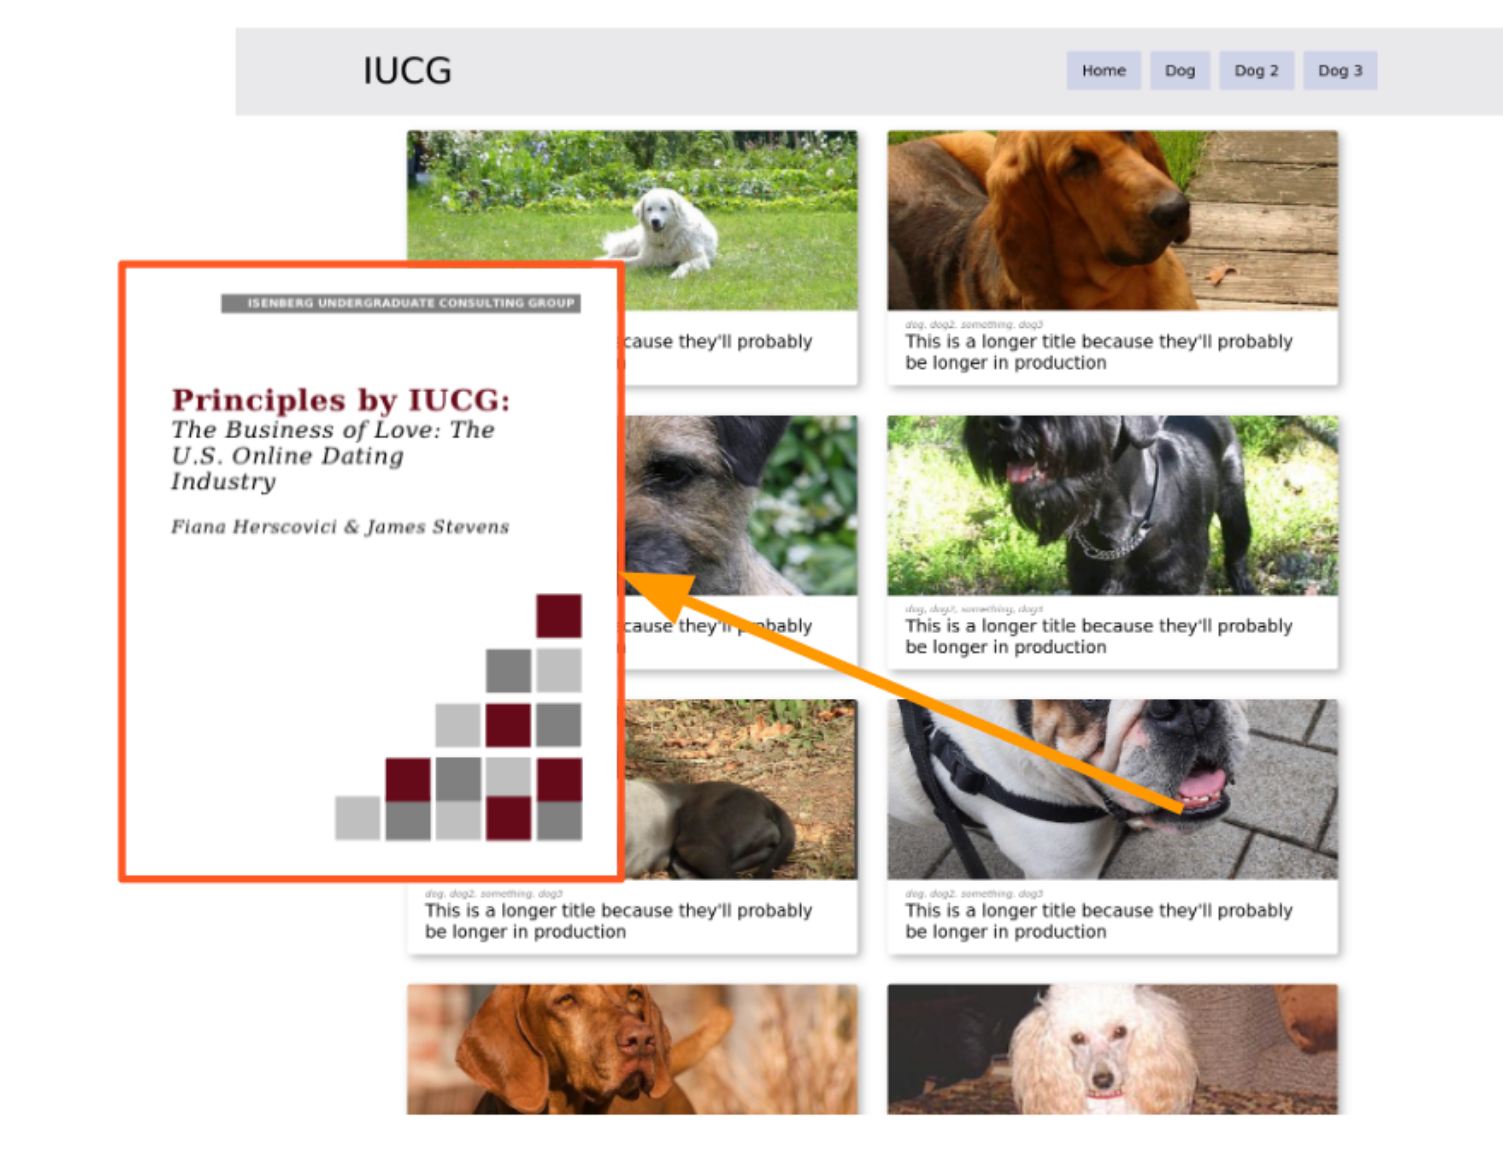 IUCG
Home Dog Dog 2 Dog 3
ISENBERG UNDERGRADUATE CONSULTING GROUP
Principles by IUCG:
The Business of Love: The
U.S. Online Dating
Industry
Fiana Herscovici & James Stevens
cause they'll probably
dog, dog2, something, dog3
This is a longer title because they'll probably
be longer in production
cause they'll probably
dog, dog2, something, dog3
This is a longer title because they'll probably
be longer in production
dog, dog2, something, dog3
This is a longer title because they'll probably
be longer in production
dog, dog2, something, dog3
This is a longer title because they'll probably
be longer in production